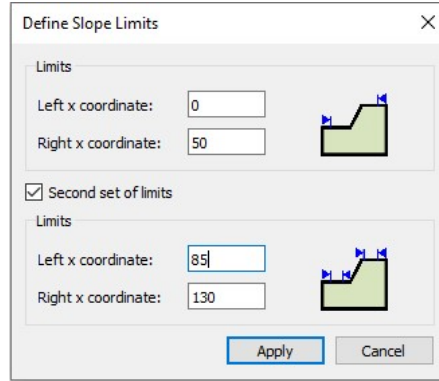 Define Slope Limits
Limits
Left x coordinate: 0
Right x coordinate: 50
Second set of limits
Limits
Left x coordinate: 85
Right x coordinate: 130
Apply Cancel